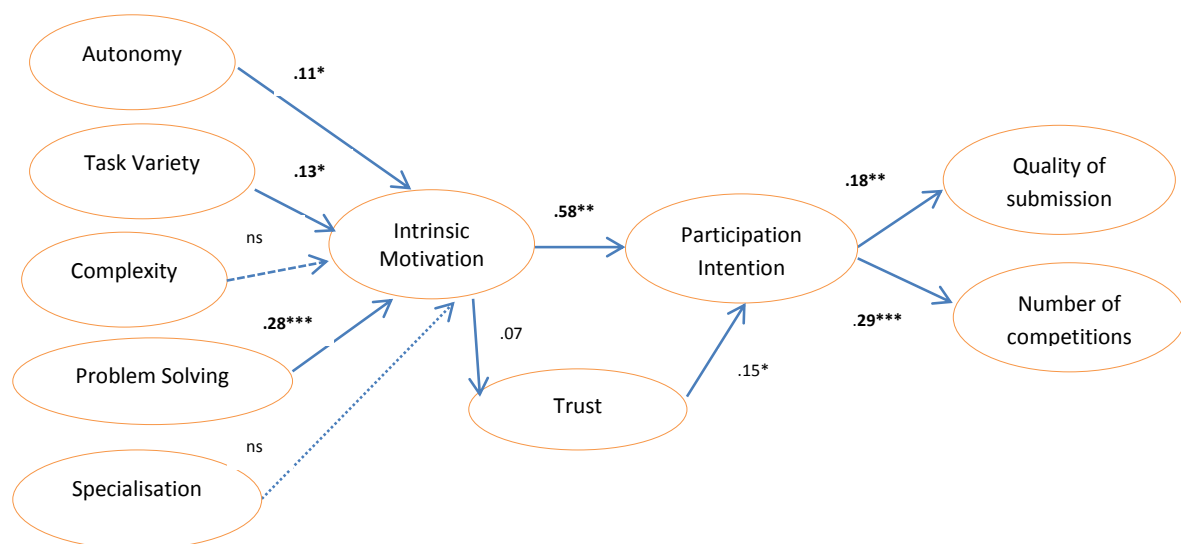 Autonomy
.11*
Task Variety
.13*
ns
Complexity
.28***
Problem Solving
ns
Specialisation
Intrinsic
Motivation
.58**
.07
Trust
.15*
Participation
Intention
.18**
Quality of
submission
.29***
Number of
competitions